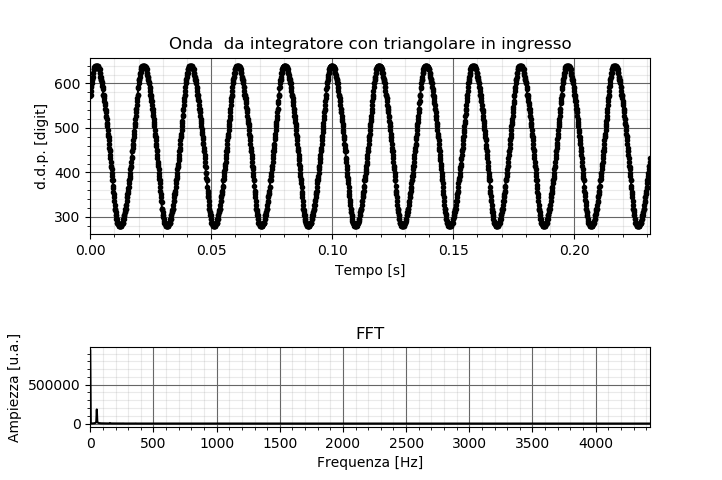 Onda  da integratore con triangolare in ingresso
d.d.p. [digit]
600
500
400
300
0.00 0.05 0.10 0.15 0.20
Tempo [s]
FFT
Ampiezza [u.a.]
500000
0
0 500 1000 1500 2000 2500 3000 3500 4000
Frequenza [Hz]